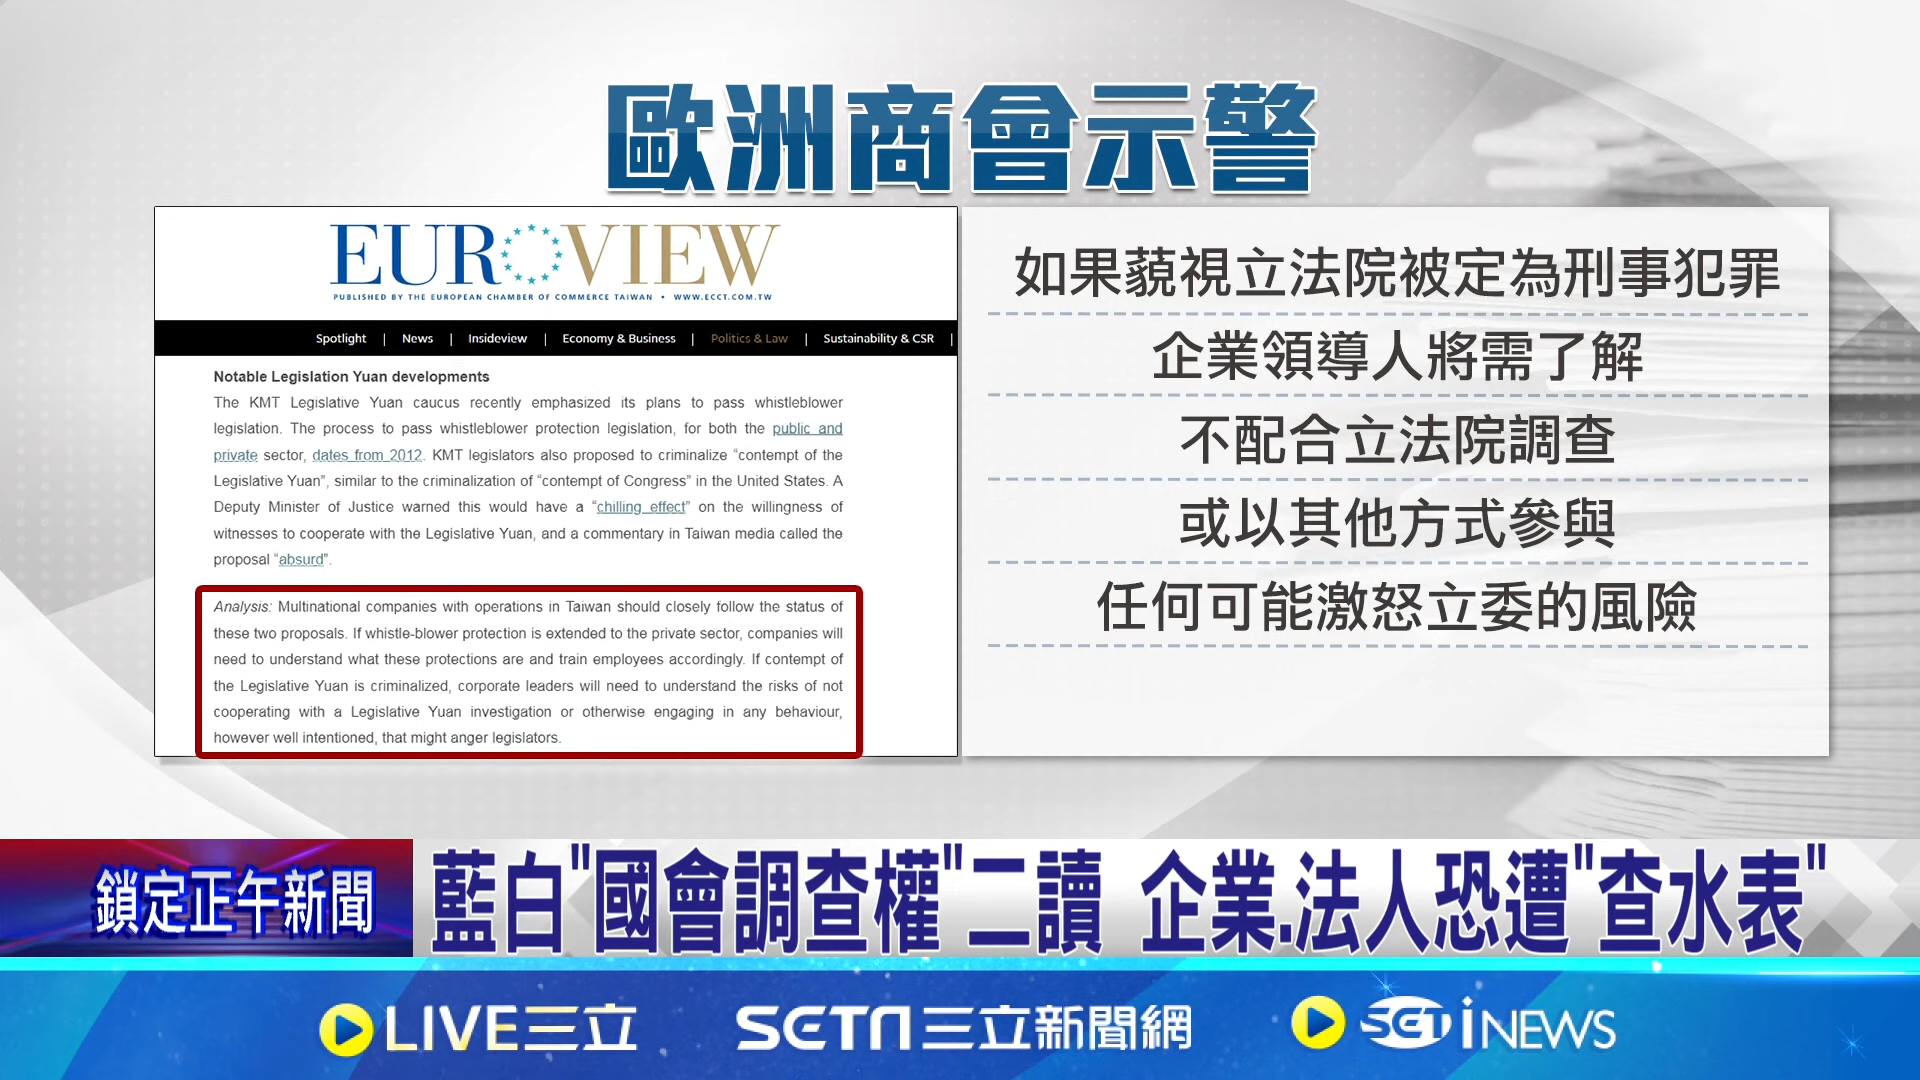 歐洲商會示警
EUROVIEW
PUBLISHED BY THE EUROPEAN CHAMBER OF COMMERCE TAIWAN • WWW.ECCT.COM.TW
Spotlight | News | Insideview | Economy & Business | Politics & Law | Sustainability & CSR |
Notable Legislation Yuan developments
The KMT Legislative Yuan caucus recently emphasized its plans to pass whistleblower
legislation. The process to pass whistleblower protection legislation, for both the public and
private sector, dates from 2012. KMT legislators also proposed to criminalize “contempt of the
Legislative Yuan”, similar to the criminalization of “contempt of Congress” in the United States. A
Deputy Minister of Justice warned this would have a “chilling effect” on the willingness of
witnesses to cooperate with the Legislative Yuan, and a commentary in Taiwan media called the
proposal “absurd”.
Analysis: Multinational companies with operations in Taiwan should closely follow the status of
these two proposals. If whistle-blower protection is extended to the private sector, companies will
need to understand what these protections are and train employees accordingly. If contempt of
the Legislative Yuan is criminalized, corporate leaders will need to understand the risks of not
cooperating with a Legislative Yuan investigation or otherwise engaging in any behaviour,
however well intentioned, that might anger legislators.
如果藐視立法院被定為刑事犯罪
企業領導人將需了解
不配合立法院調查
或以其他方式參與
任何可能激怒立委的風險
鎖定正午新聞
藍白"國會調查權"二讀 企業.法人恐遭"查水表"
LIVE三立
SETN三立新聞網
SET iNEWS